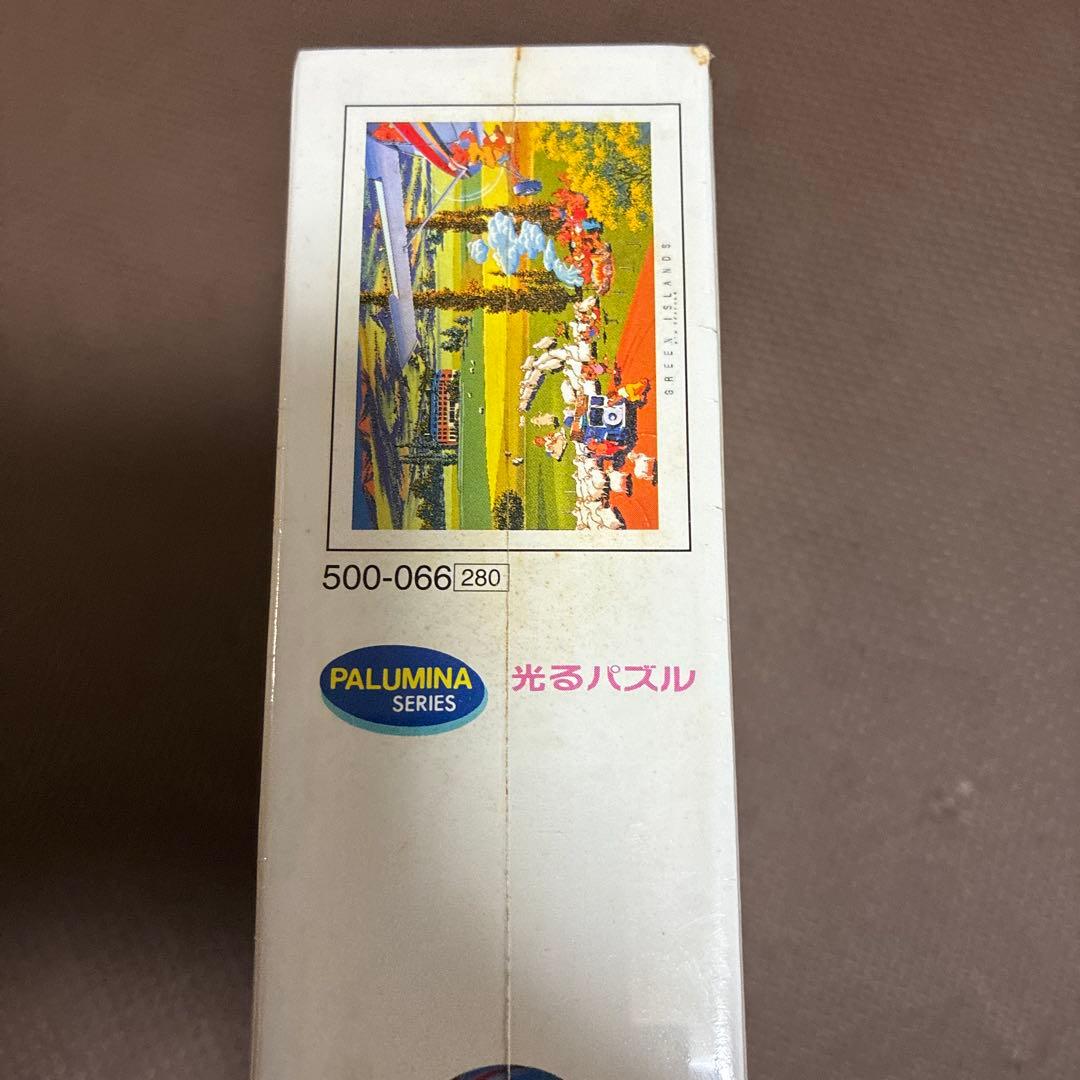 GREEN ISLANDS
500-066 280
PALUMINA
SERIES
光るパズル